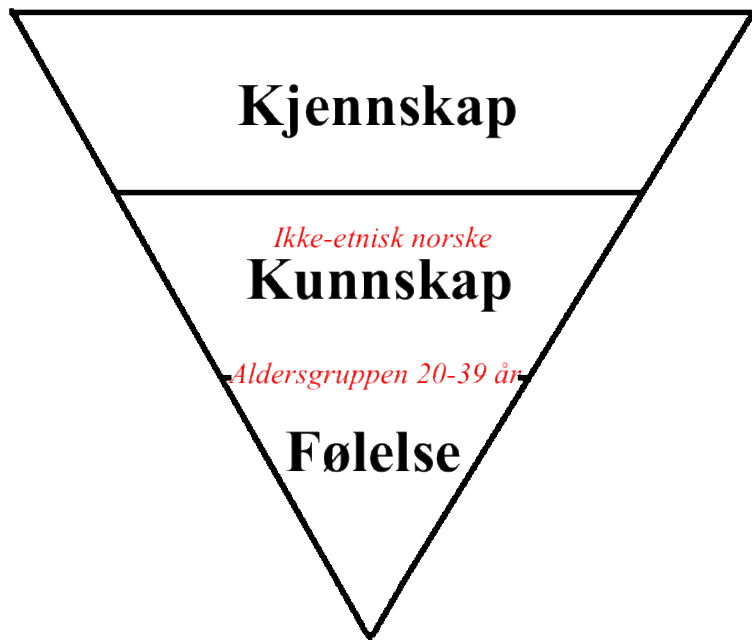 Kjennskap
Ikke-etnisk norske
Kunnskap
Aldersgruppen 20-39 år
Følelse